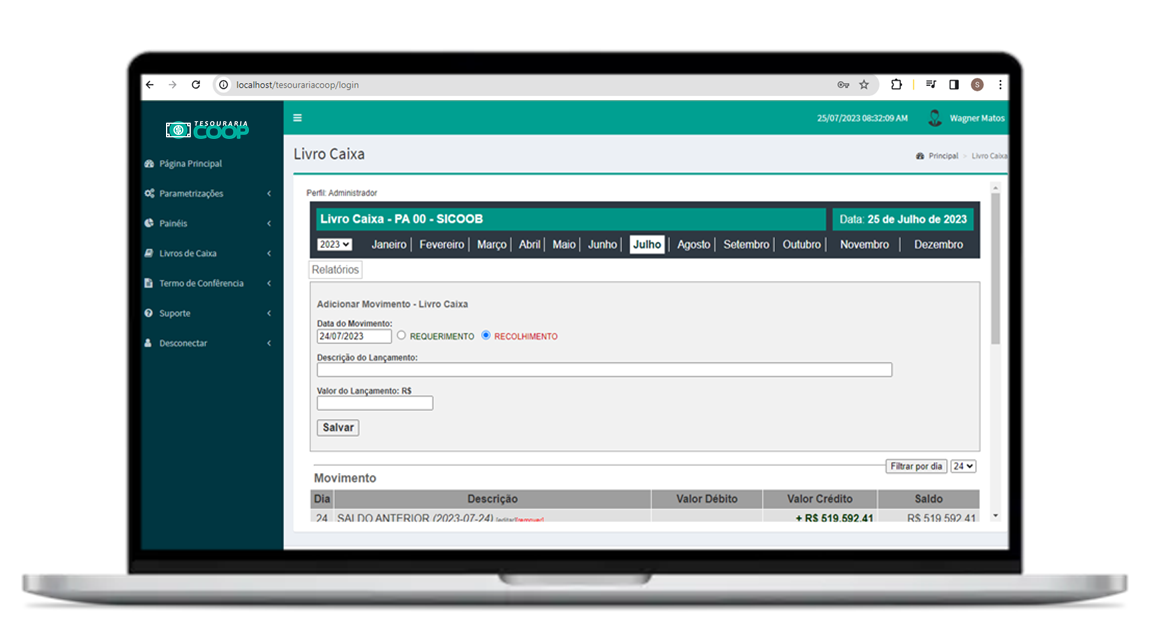 localhost/tesourariacoop/login
S
TESOURARIA
COOP
25/07/2023 08:32:09 AM
Wagner Matos
Página Principal
Parametrizações
Painéis
Livros de Caixa
Termo de Conferencia
Suporte
Desconectar
Livro Caixa
Principal > Livro Caixa
Perfil: Administrador
Livro Caixa - PA 00 - SICOOB
Data: 25 de Julho de 2023
2023 Janeiro | Fevereiro | Março | Abril | Maio | Junho | Julho | Agosto | Setembro | Outubro | Novembro | Dezembro
Relatórios
Adicionar Movimento - Livro Caixa
Data do Movimento:
24/07/2023 REQUERIMENTO RECOLHIMENTO
Descrição do Lançamento:
Valor do Lançamento: R$
Salvar
Filtrar por dia 24
Movimento
Dia Descrição Valor Débito Valor Crédito Saldo
24 SALDO ANTERIOR (2023-07-24) [editar][remover] + R$ 519.592,41 R$ 519.592,41